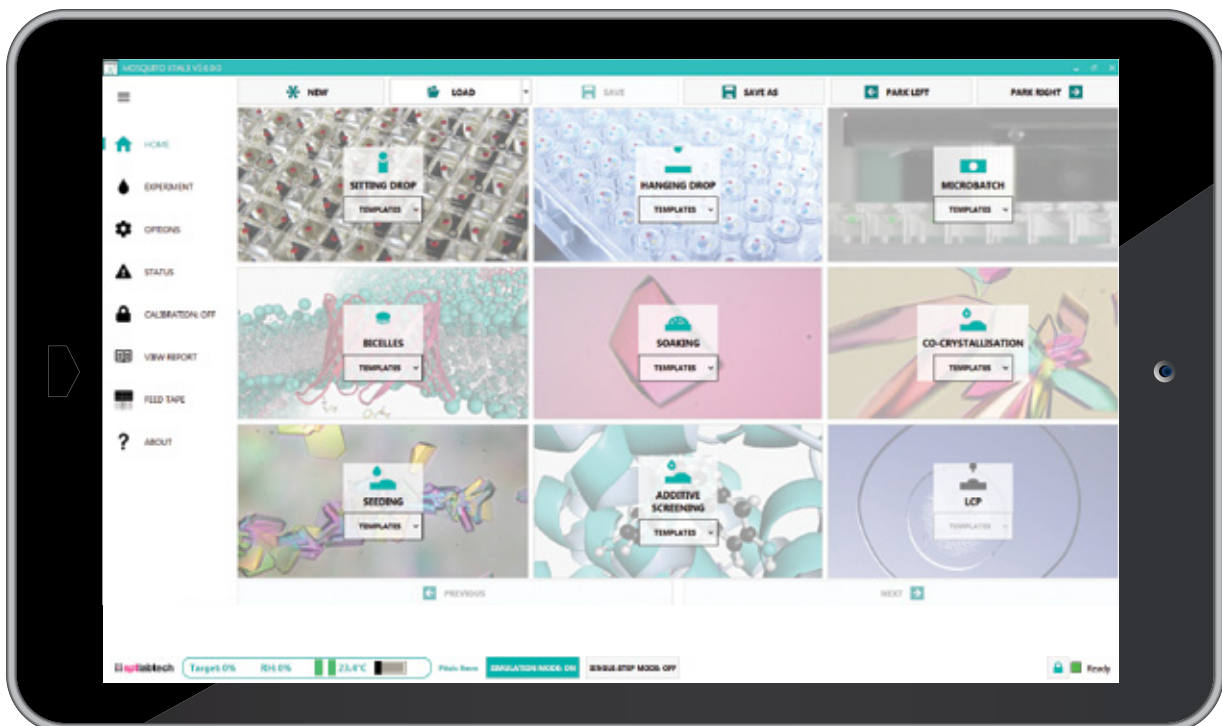 MOSQUITO XTAL3 V5.0.0.0
NEW
LOAD
SAVE
SAVE AS
PARK LEFT
PARK RIGHT
HOME
EXPERIMENT
OPTIONS
STATUS
CALIBRATION: OFF
VIEW REPORT
FEED TAPE
ABOUT
SITTING DROP
TEMPLATES
HANGING DROP
TEMPLATES
MICROBATCH
TEMPLATES
BICELLES
TEMPLATES
SOAKING
TEMPLATES
CO-CRYSTALLISATION
TEMPLATES
SEEDING
TEMPLATES
ADDITIVE
SCREENING
TEMPLATES
LCP
TEMPLATES
PREVIOUS
NEXT
sptlabtech
Target: 0%
RH: 0%
23.4°C
SIMULATION MODE: ON
SINGLE-STEP MODE: OFF
Ready